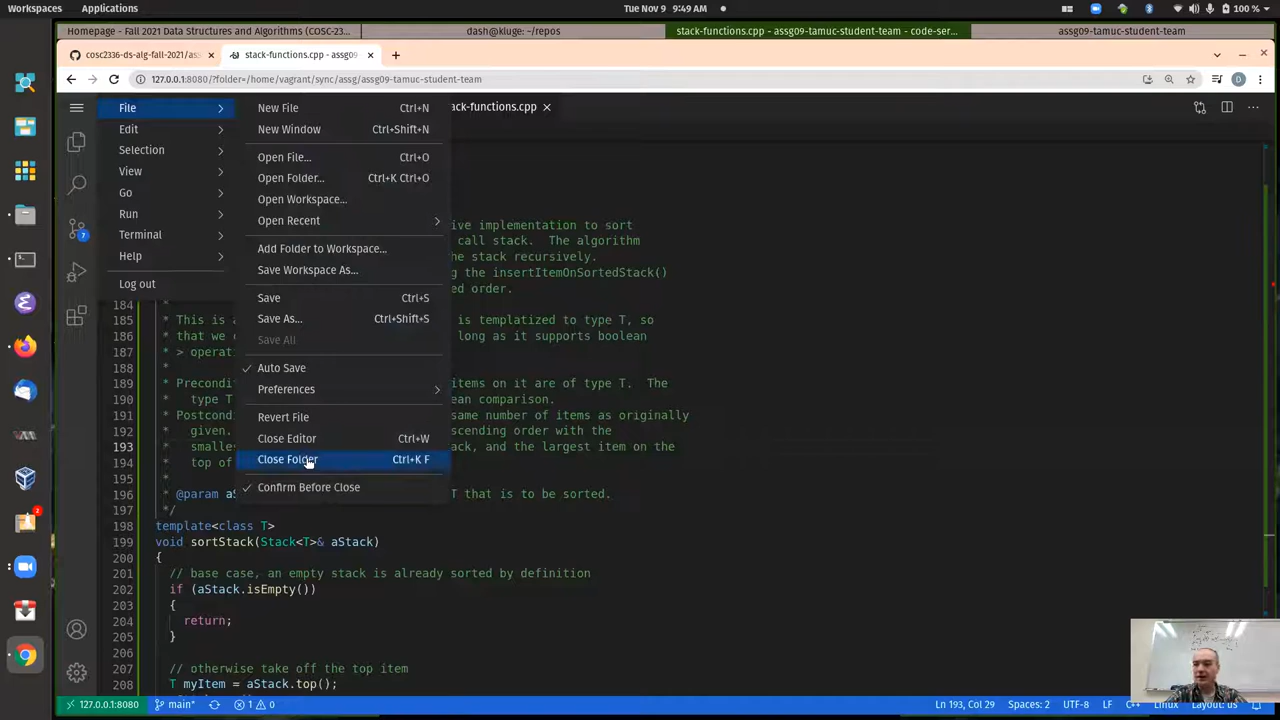 Workspaces Applications Tue Nov 9 9:49 AM 100 %
Homepage - Fall 2021 Data Structures and Algorithms (COSC-23... dash@kluge: ~/repos stack-functions.cpp - assg09-tamuc-student-team - code-ser... assg09-tamuc-student-team
cosc2336-ds-alg-fall-2021/as stack-functions.cpp - assg09
127.0.0.1:8080/?folder=/home/vagrant/sync/assg/assg09-tamuc-student-team D
File ack-functions.cpp
Edit
Selection
View
Go
Run
Terminal
Help
Log out
New File Ctrl+N
New Window Ctrl+Shift+N
Open File... Ctrl+O
Open Folder... Ctrl+K Ctrl+O
Open Workspace...
Open Recent
Add Folder to Workspace...
Save Workspace As...
Save Ctrl+S
Save As... Ctrl+Shift+S
Save All
Auto Save
Preferences
Revert File
Close Editor Ctrl+W
Close Folder Ctrl+K F
Confirm Before Close
7
2
ive implementation to sort
call stack. The algorithm
the stack recursively.
g the insertItemOnSortedStack()
ed order.
184 *
185 * This is a is templatized to type T, so
186 * that we long as it supports boolean
187 * > operati
188 *
189 * Precondi items on it are of type T. The
190 * type T ean comparison.
191 * Postcond same number of items as originally
192 * given. scending order with the
193 * smalles ack, and the largest item on the
194 * top of
195 *
196 * @param aS T that is to be sorted.
197 */
198 template<class T>
199 void sortStack(Stack<T>& aStack)
200 {
201 // base case, an empty stack is already sorted by definition
202 if (aStack.isEmpty())
203 {
204 return;
205 }
206
207 // otherwise take off the top item
208 T myItem = aStack.top();
127.0.0.1:8080 main* 1 0 Ln 193, Col 29 Spaces: 2 UTF-8 LF C++ Linux Layout: us